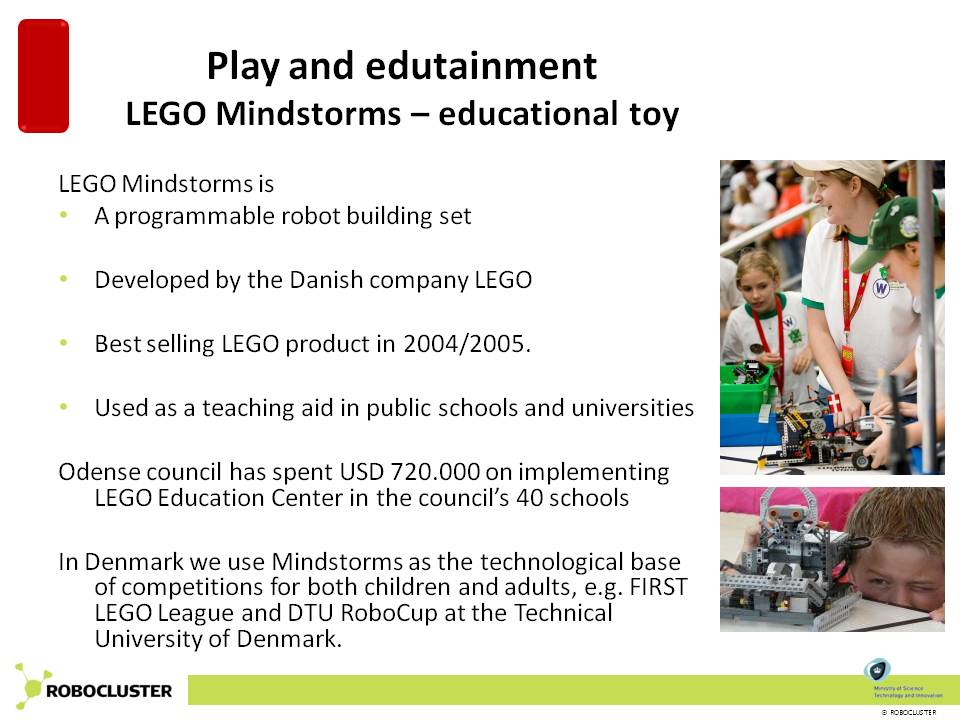 Play and edutainment
LEGO Mindstorms – educational toy
LEGO Mindstorms is
• A programmable robot building set
• Developed by the Danish company LEGO
• Best selling LEGO product in 2004/2005.
• Used as a teaching aid in public schools and universities
Odense council has spent USD 720.000 on implementing
LEGO Education Center in the council's 40 schools
In Denmark we use Mindstorms as the technological base
of competitions for both children and adults, e.g. FIRST
LEGO League and DTU RoboCup at the Technical
University of Denmark.
W
ROBOCLUSTER
Ministry of Science
Technology and Innovation
© ROBOCLUSTER